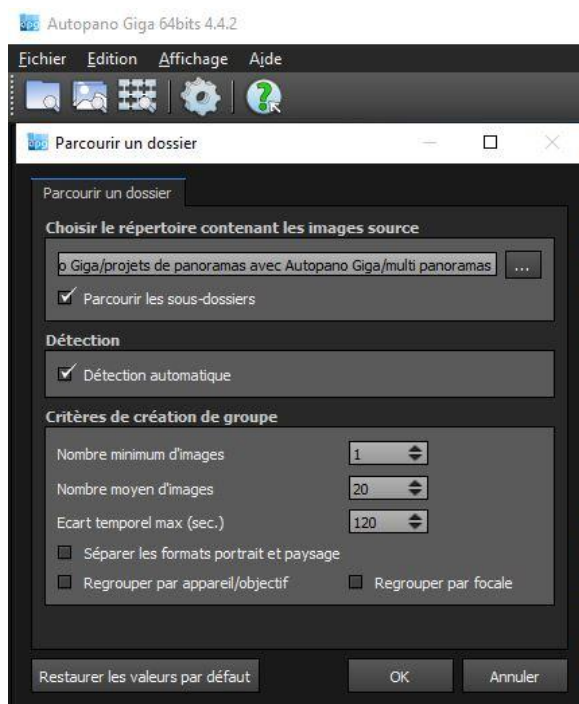 Autopano Giga 64bits 4.4.2
Fichier Edition Affichage Aide
apg Parcourir un dossier
Parcourir un dossier
Choisir le répertoire contenant les images source
o Giga/projets de panoramas avec Autopano Giga/multi panoramas ...
Parcourir les sous-dossiers
Détection
Détection automatique
Critères de création de groupe
Nombre minimum d'images 1
Nombre moyen d'images 20
Ecart temporel max (sec.) 120
Séparer les formats portrait et paysage
Regrouper par appareil/objectif Regrouper par focale
Restaurer les valeurs par défaut OK Annuler